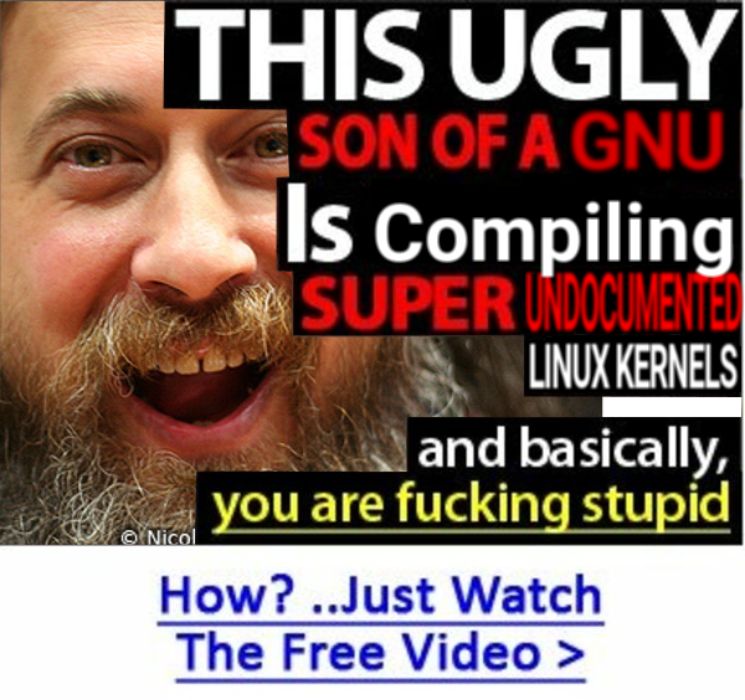 THIS UGLY
SON OF A GNU
Is Compiling
SUPER UNDOCUMENTED
LINUX KERNELS
and basically,
you are fucking stupid
© Nicol
How? ..Just Watch
The Free Video >